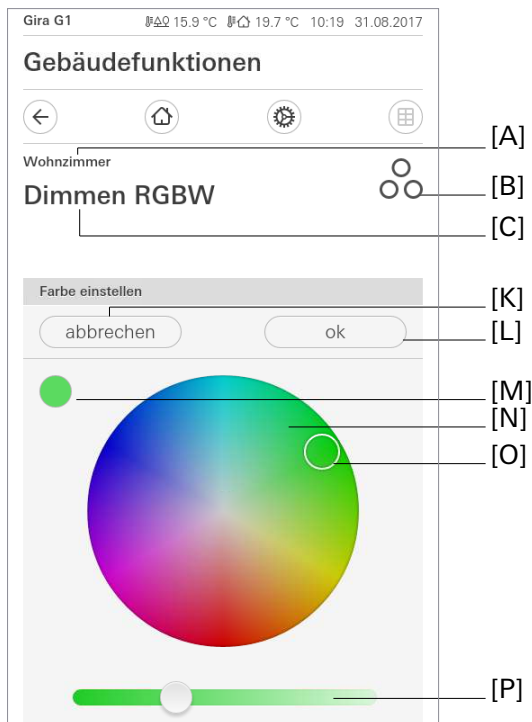 Gira G1 15.9 °C 19.7 °C 10:19 31.08.2017
Gebäudefunktionen
[A]
Wohnzimmer
[B]
Dimmen RGBW
[C]
Farbe einstellen
[K]
abbrechen ok [L]
[M]
[N]
[O]
[P]